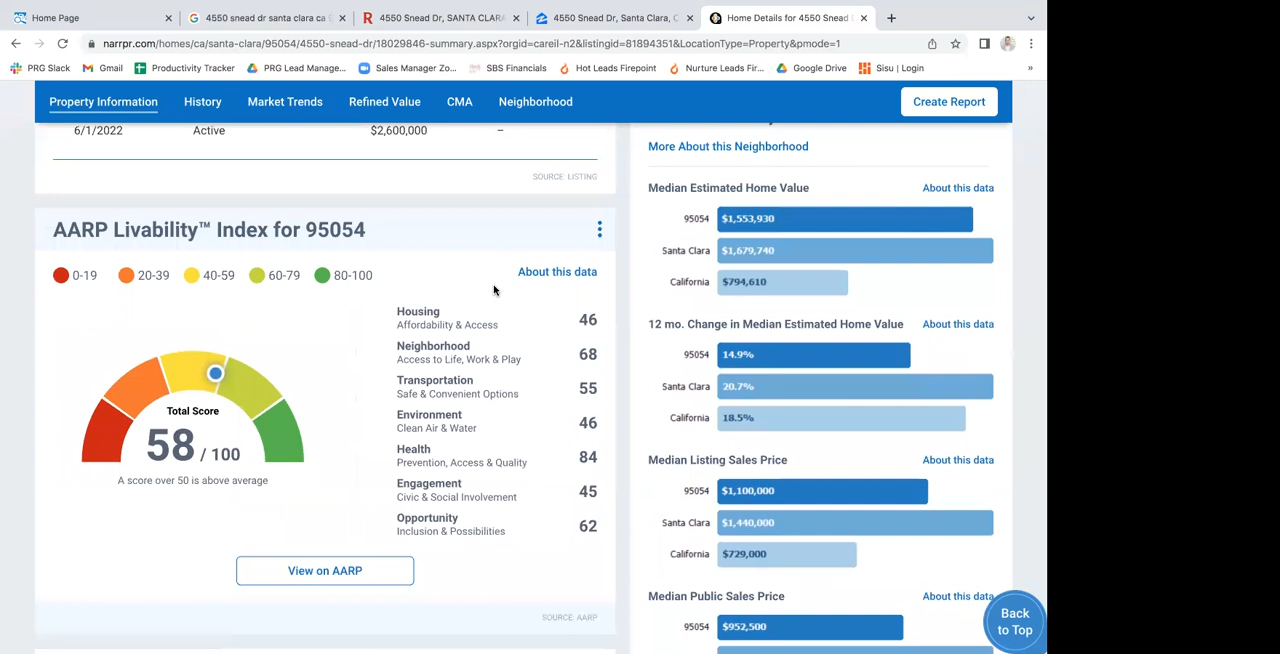 Home Page
4550 snead dr santa clara ca
4550 Snead Dr, SANTA CLARA
4550 Snead Dr, Santa Clara, C
Home Details for 4550 Snead
narrpr.com/homes/ca/santa-clara/95054/4550-snead-dr/18029846-summary.aspx?orgid=careil-n2&listingid=81894351&LocationType=Property&pmode=1
PRG Slack
Gmail
Productivity Tracker
PRG Lead Manage...
Sales Manager Zo...
SBS Financials
Hot Leads Firepoint
Nurture Leads Fir...
Google Drive
Sisu | Login
»
Property Information
History
Market Trends
Refined Value
CMA
Neighborhood
Create Report
6/1/2022 Active $2,600,000 –
SOURCE: LISTING
AARP Livability™ Index for 95054
0-19
20-39
40-59
60-79
80-100
About this data
Total Score
58 / 100
A score over 50 is above average
Housing
Affordability & Access
46
Neighborhood
Access to Life, Work & Play
68
Transportation
Safe & Convenient Options
55
Environment
Clean Air & Water
46
Health
Prevention, Access & Quality
84
Engagement
Civic & Social Involvement
45
Opportunity
Inclusion & Possibilities
62
View on AARP
SOURCE: AARP
More About this Neighborhood
Median Estimated Home Value
About this data
95054 $1,553,930
Santa Clara $1,679,740
California $794,610
12 mo. Change in Median Estimated Home Value
About this data
95054 14.9%
Santa Clara 20.7%
California 18.5%
Median Listing Sales Price
About this data
95054 $1,100,000
Santa Clara $1,440,000
California $729,000
Median Public Sales Price
About this data
95054 $952,500
Back
to Top